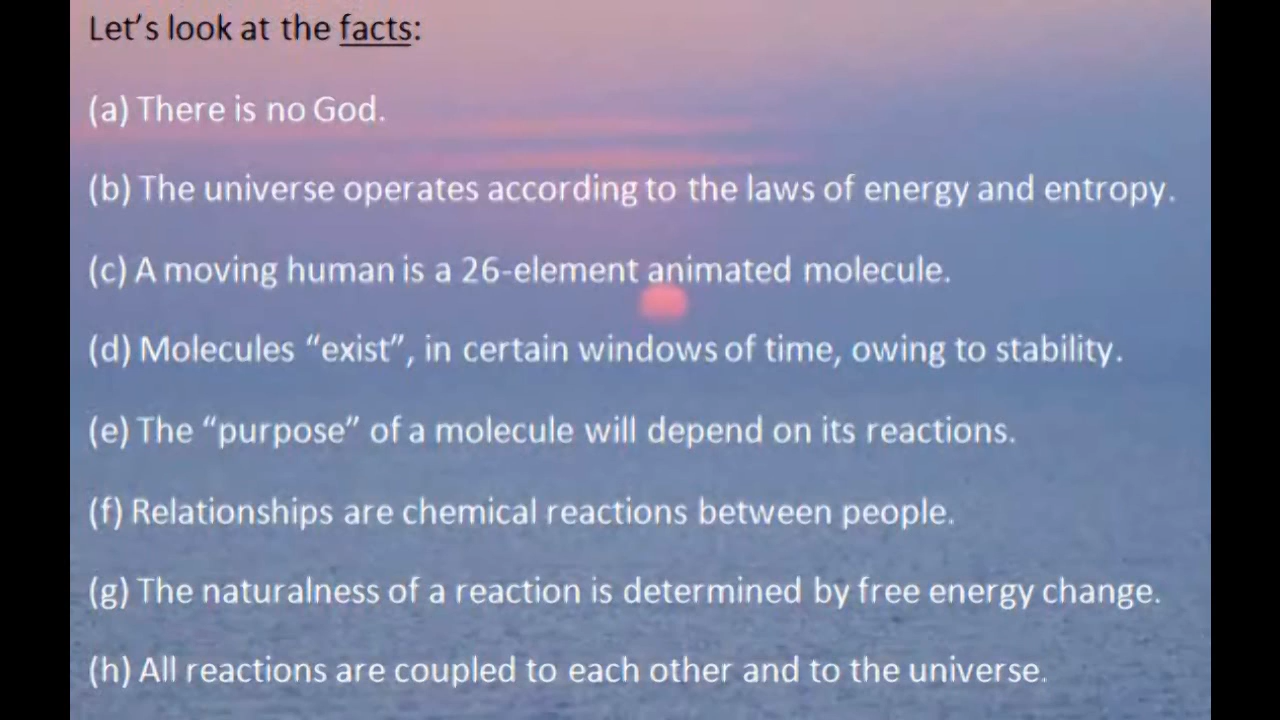 Let's look at the facts:
(a) There is no God.
(b) The universe operates according to the laws of energy and entropy.
(c) A moving human is a 26-element animated molecule.
(d) Molecules “exist”, in certain windows of time, owing to stability.
(e) The “purpose” of a molecule will depend on its reactions.
(f) Relationships are chemical reactions between people.
(g) The naturalness of a reaction is determined by free energy change.
(h) All reactions are coupled to each other and to the universe.